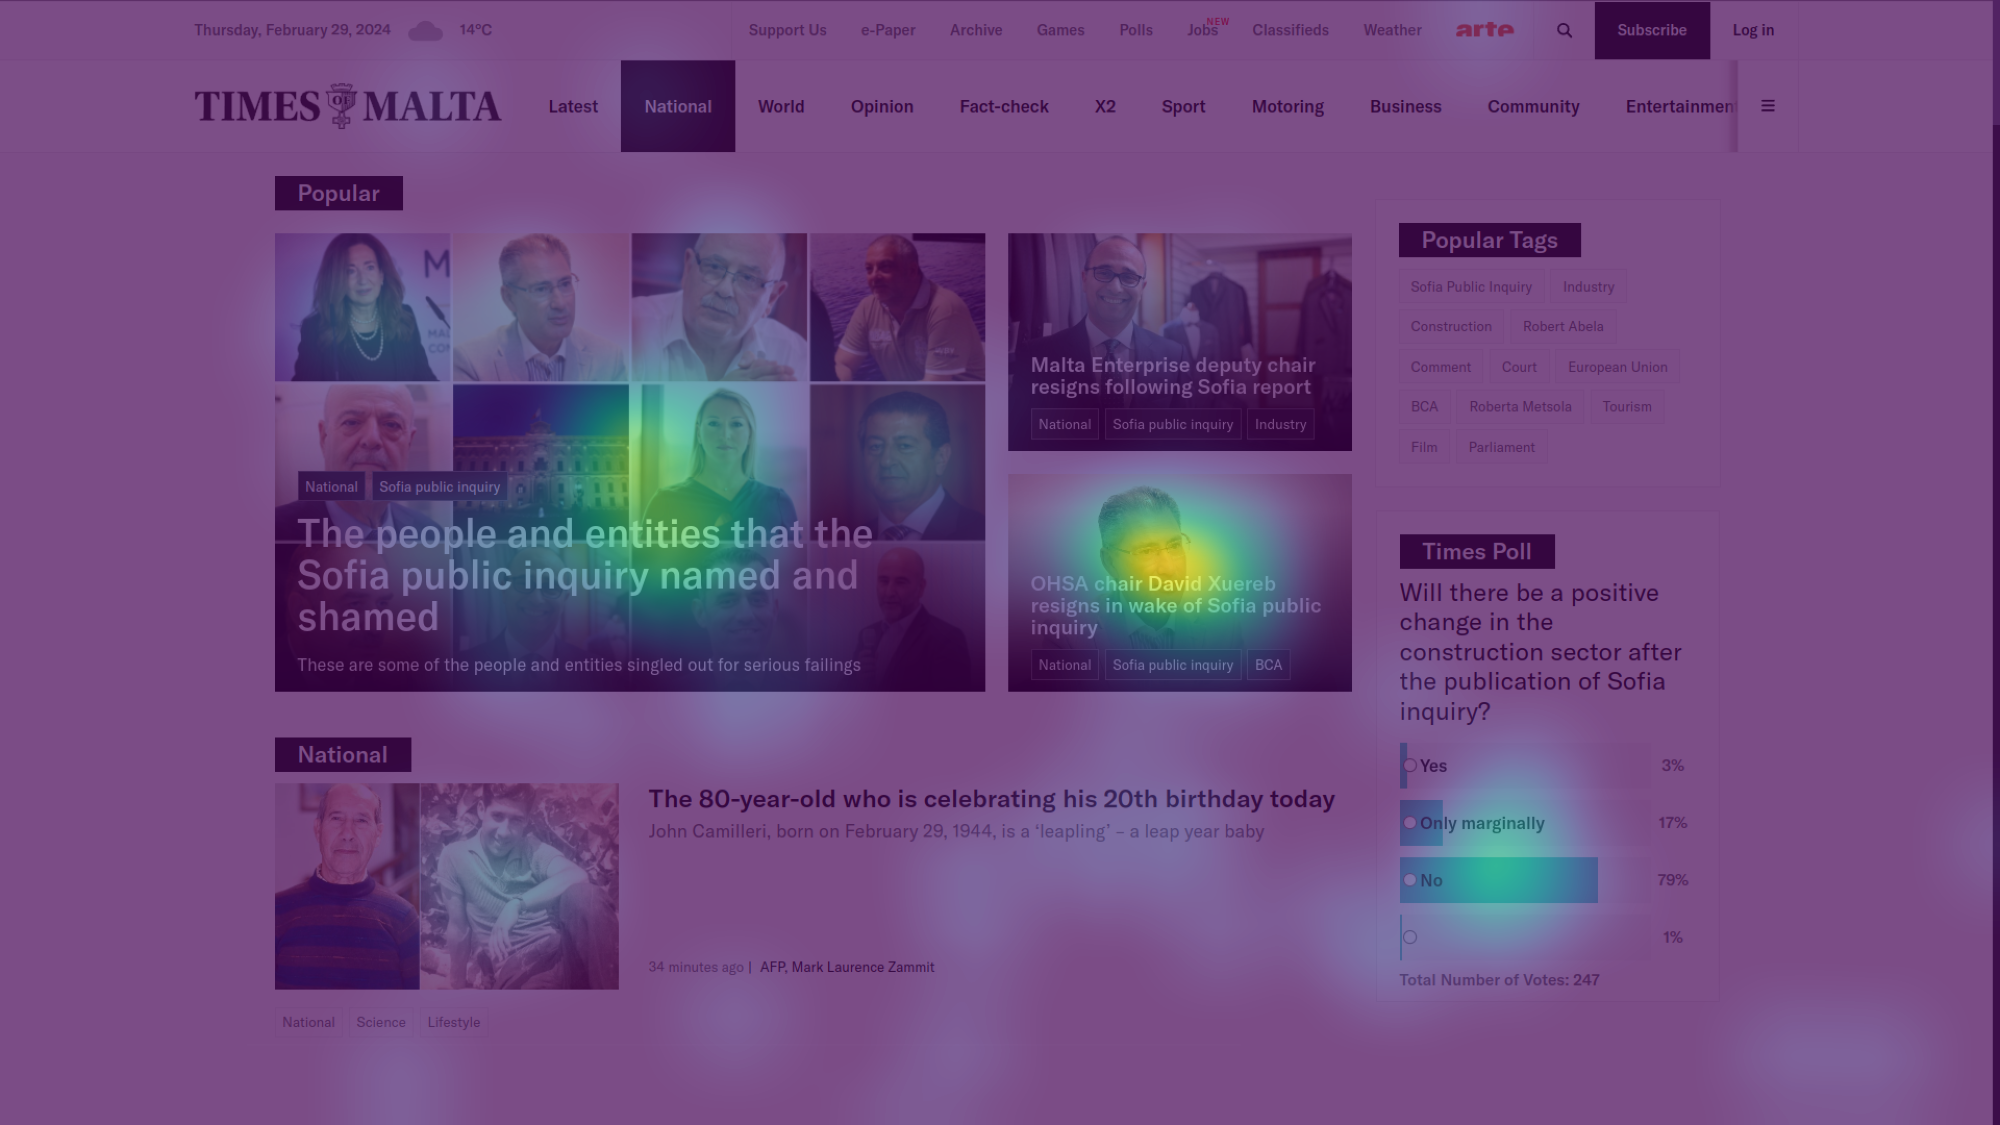 Thursday, February 29, 2024 14°C Support Us e-Paper Archive Games Polls Jobs NEW Classifieds Weather arte Subscribe Log in
TIMES OF MALTA Latest National World Opinion Fact-check X2 Sport Motoring Business Community Entertainmen
Popular
National Sofia public inquiry
The people and entities that the
Sofia public inquiry named and
shamed
These are some of the people and entities singled out for serious failings
Malta Enterprise deputy chair
resigns following Sofia report
National Sofia public inquiry Industry
OHSA chair David Xuereb
resigns in wake of Sofia public
inquiry
National Sofia public inquiry BCA
Popular Tags
Sofia Public Inquiry Industry
Construction Robert Abela
Comment Court European Union
BCA Roberta Metsola Tourism
Film Parliament
Times Poll
Will there be a positive
change in the
construction sector after
the publication of Sofia
inquiry?
Yes 3%
Only marginally 17%
No 79%
1%
Total Number of Votes: 247
National
The 80-year-old who is celebrating his 20th birthday today
John Camilleri, born on February 29, 1944, is a ‘leapling’ – a leap year baby
34 minutes ago | AFP, Mark Laurence Zammit
National Science Lifestyle